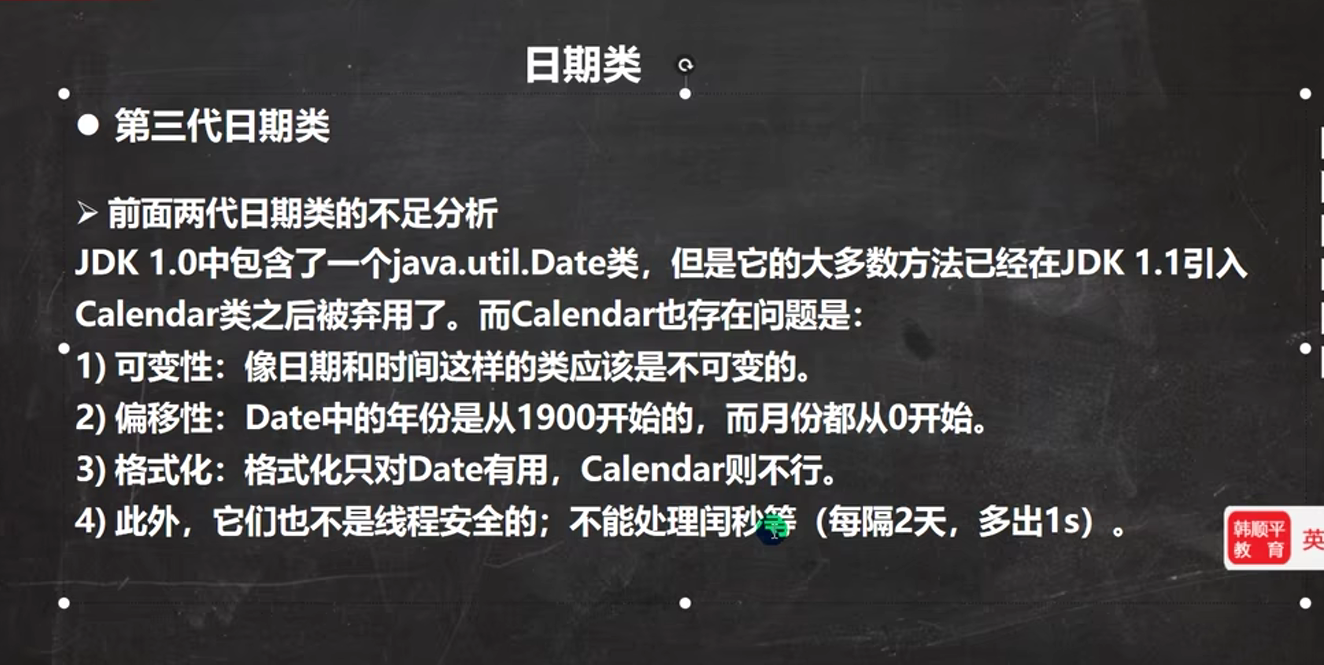 日期类
● 第三代日期类
➢ 前面两代日期类的不足分析
JDK 1.0中包含了一个java.util.Date类，但是它的大多数方法已经在JDK 1.1引入
Calendar类之后被弃用了。而Calendar也存在问题是：
1) 可变性：像日期和时间这样的类应该是不可变的。
2) 偏移性：Date中的年份是从1900开始的，而月份都从0开始。
3) 格式化：格式化只对Date有用，Calendar则不行。
4) 此外，它们也不是线程安全的；不能处理闰秒等（每隔2天，多出1s）。
韩顺平
教 育
英